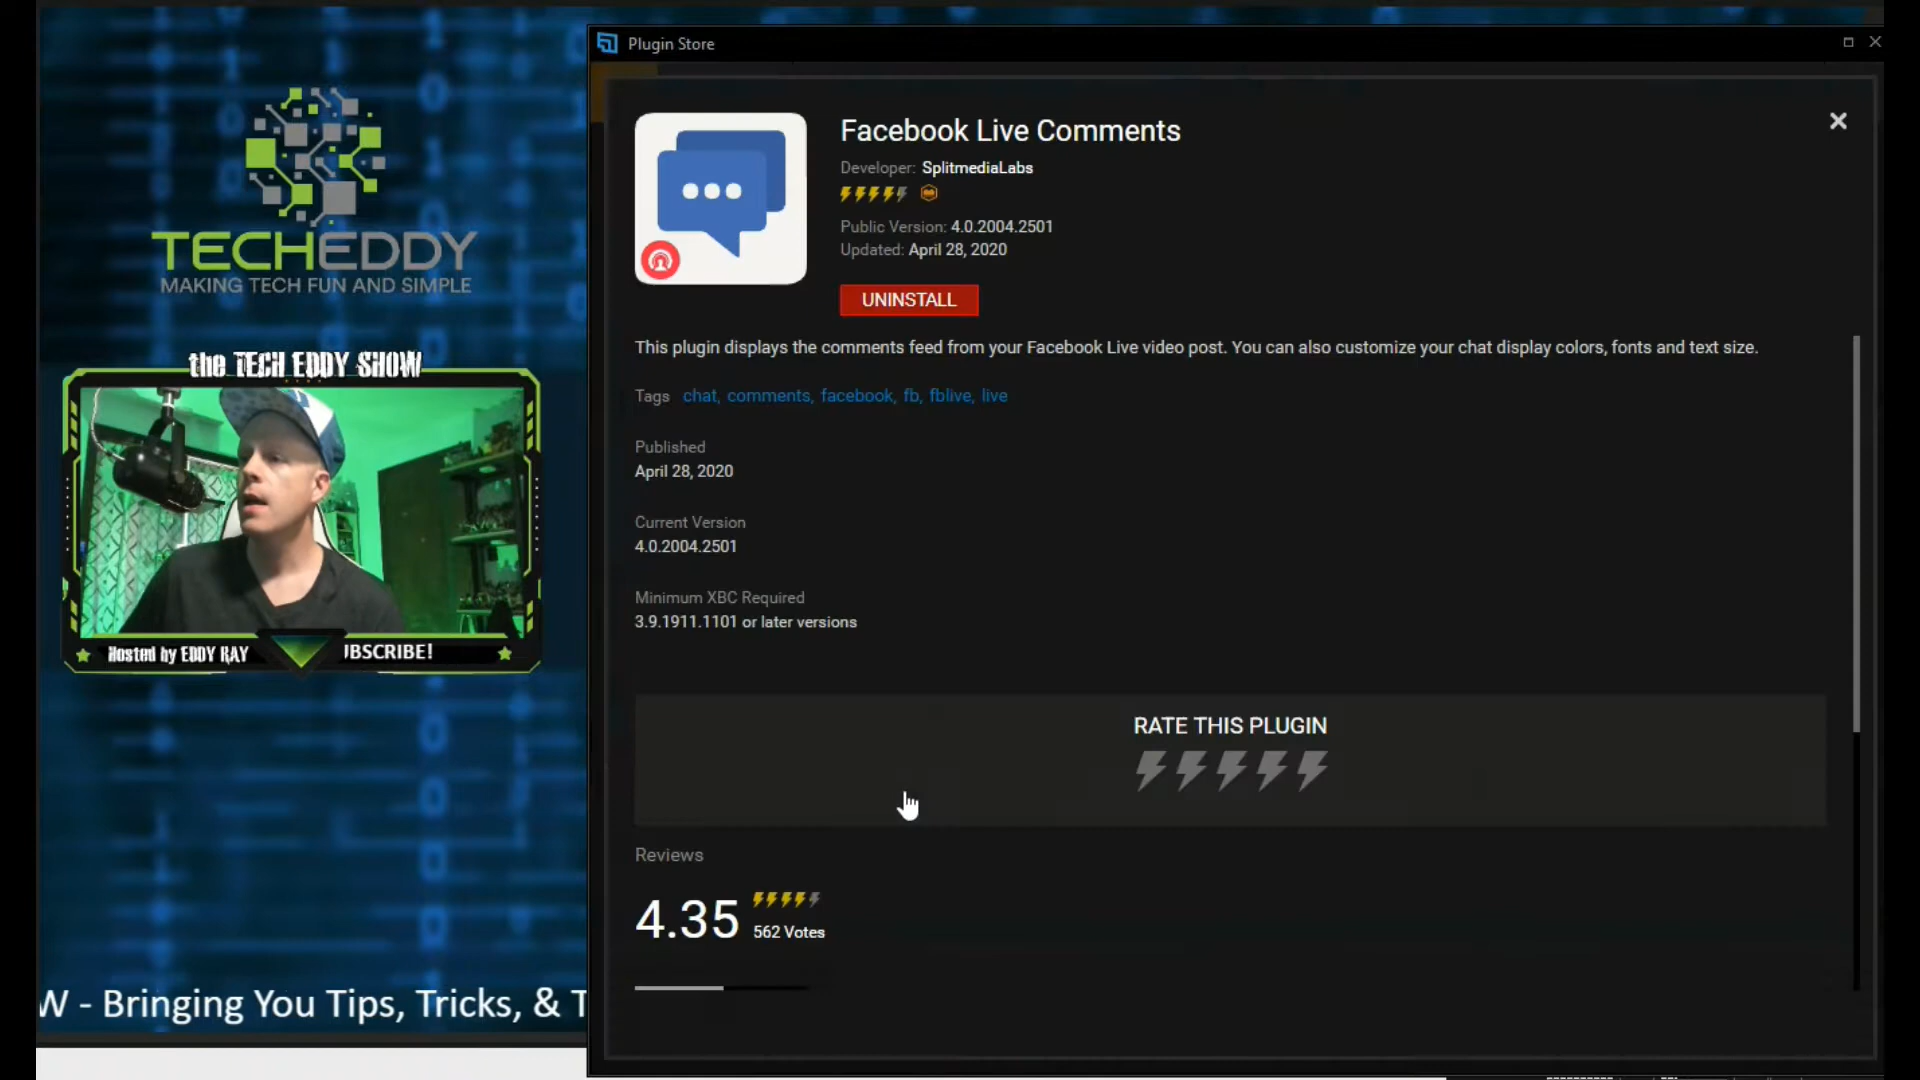 Plugin Store
TECHEDDY
MAKING TECH FUN AND SIMPLE
the TECH EDDY SHOW
Hosted by EDDY RAY
UBSCRIBE!
W - Bringing You Tips, Tricks, & T
Facebook Live Comments
Developer: SplitmediaLabs
Public Version: 4.0.2004.2501
Updated: April 28, 2020
UNINSTALL
This plugin displays the comments feed from your Facebook Live video post. You can also customize your chat display colors, fonts and text size.
Tags chat, comments, facebook, fb, fblive, live
Published
April 28, 2020
Current Version
4.0.2004.2501
Minimum XBC Required
3.9.1911.1101 or later versions
RATE THIS PLUGIN
Reviews
4.35
562 Votes